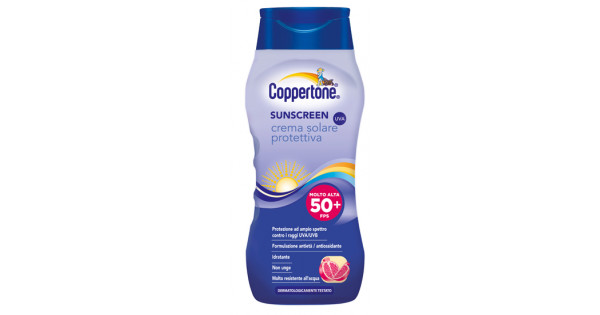 Coppertone®
SUNSCREEN
UVA
crema solare
protettiva
MOLTO ALTA
50+
FPS
Protezione ad ampio spettro
contro i raggi UVA/UVB
Formulazione antietà / antiossidante
Idratante
Non unge
Molto resistente all'acqua
DERMATOLOGICAMENTE TESTATO